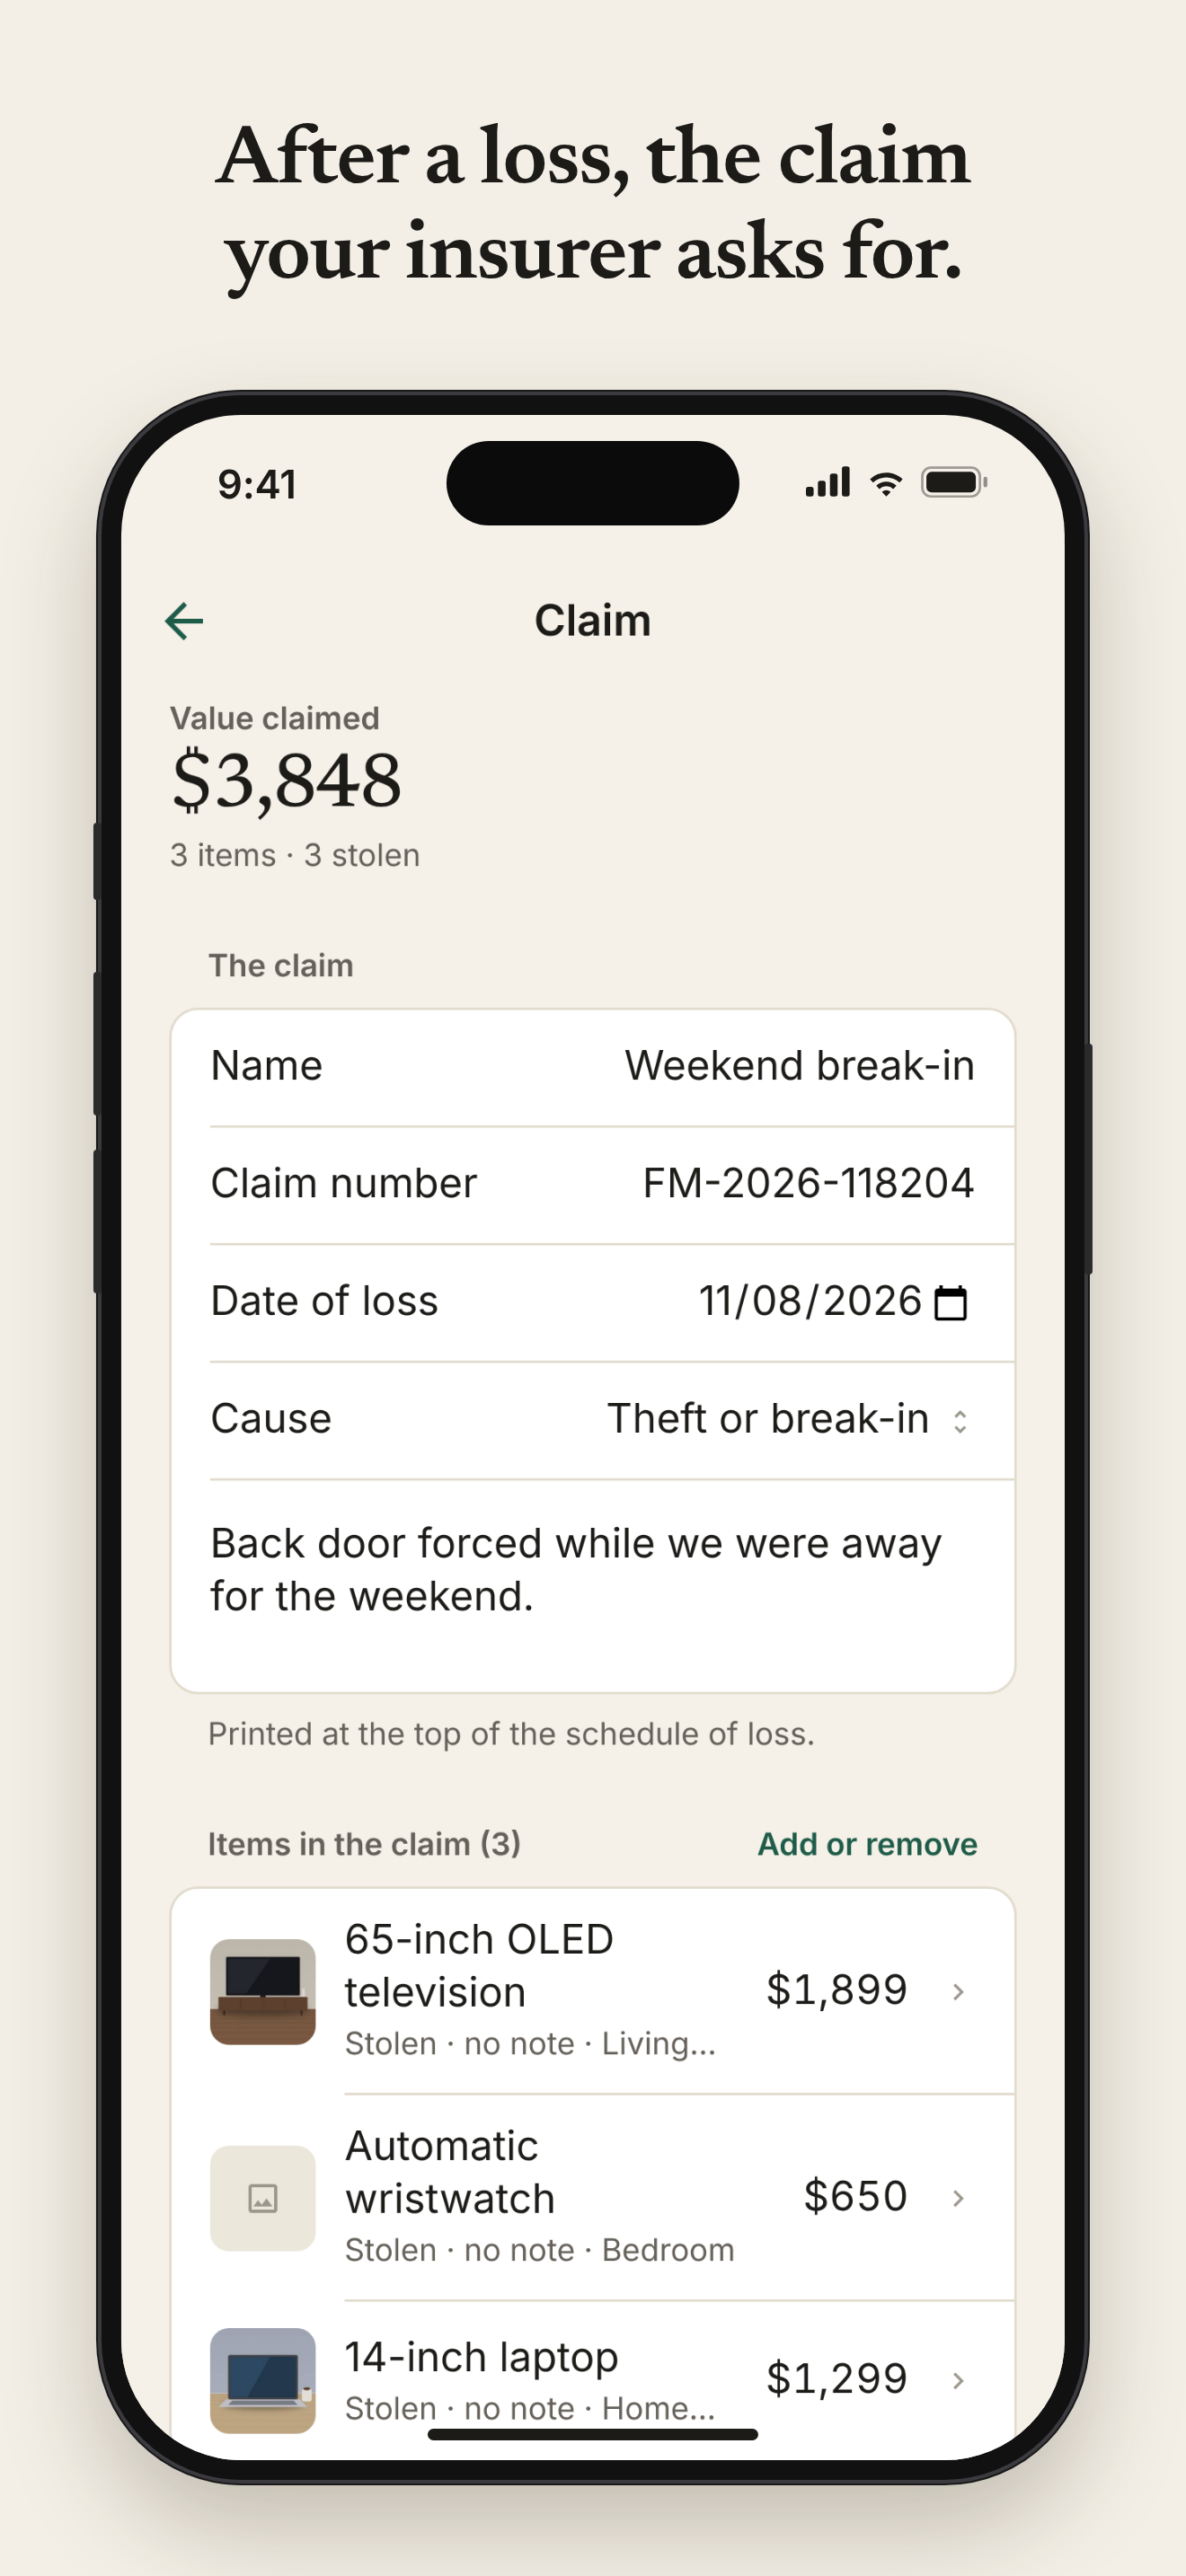 After a loss, the claim
your insurer asks for.
9:41
Claim
Value claimed
$3,848
3 items · 3 stolen
The claim
Name Weekend break-in
Claim number FM-2026-118204
Date of loss 11/08/2026
Cause Theft or break-in
Back door forced while we were away
for the weekend.
Printed at the top of the schedule of loss.
Items in the claim (3) Add or remove
65-inch OLED
television
$1,899
Stolen · no note · Living...
Automatic
wristwatch
$650
Stolen · no note · Bedroom
14-inch laptop
$1,299
Stolen · no note · Home...